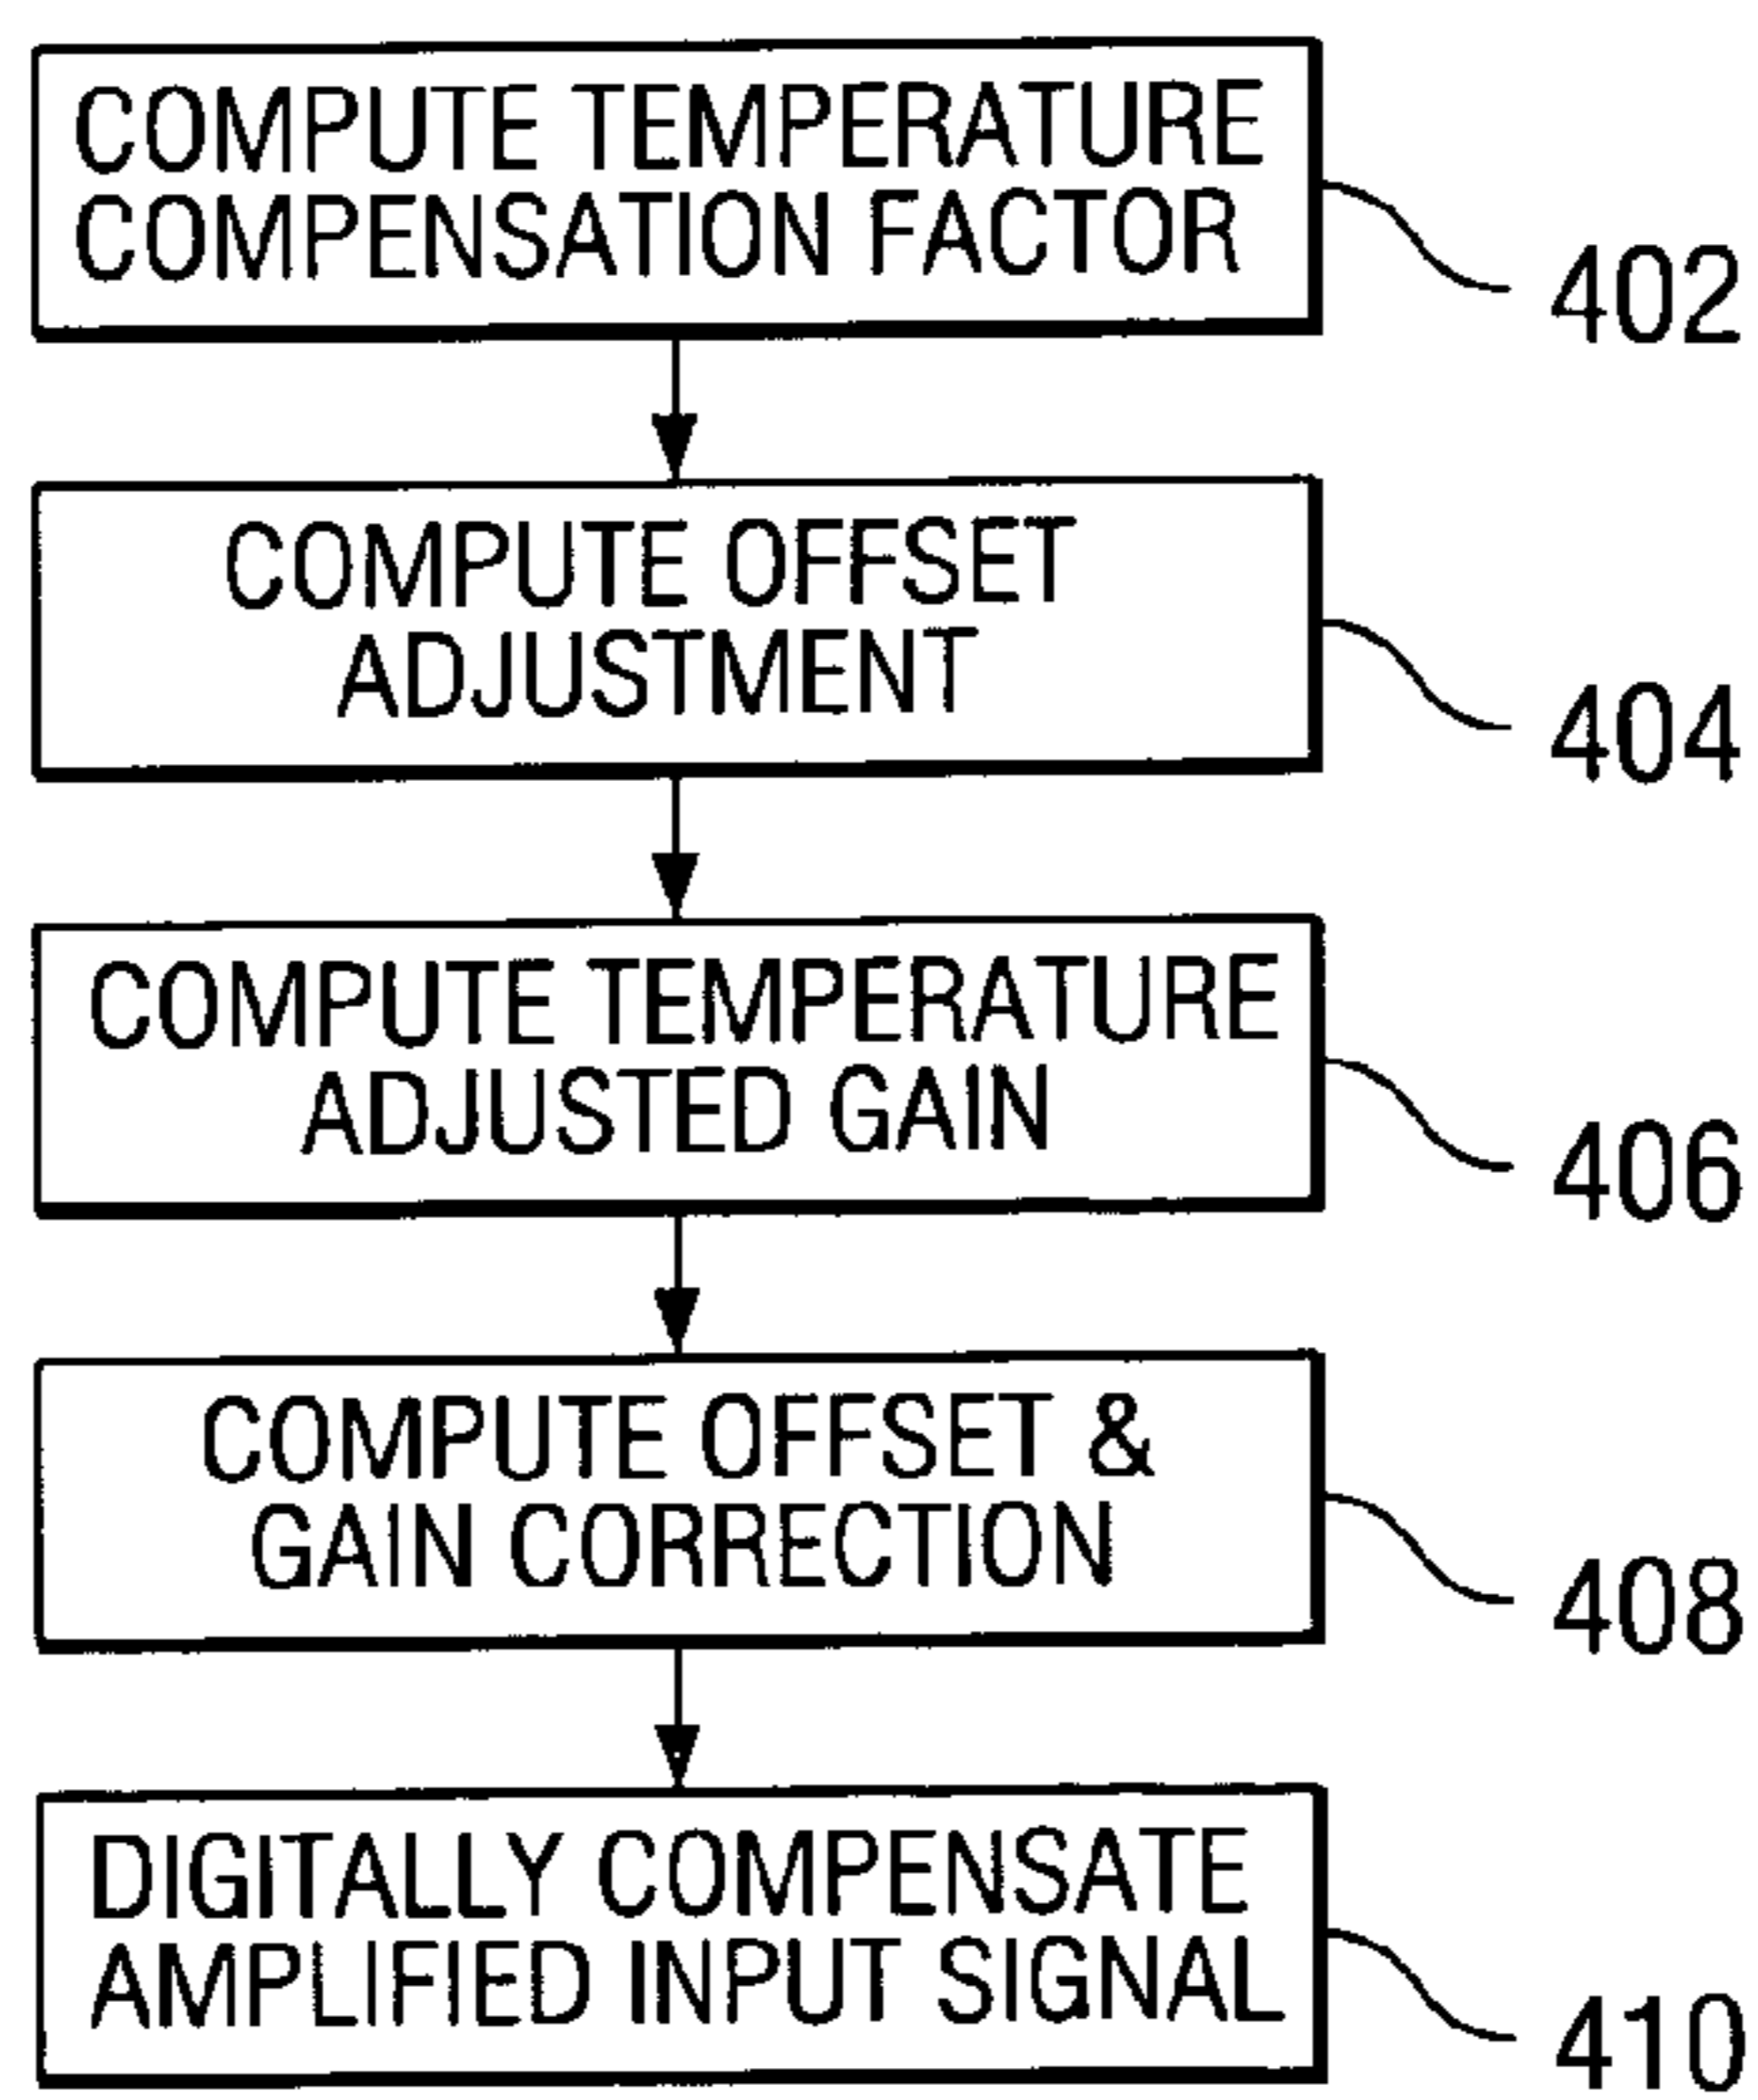 COMPUTE TEMPERATURE
COMPENSATION FACTOR
402
COMPUTE OFFSET
ADJUSTMENT
404
COMPUTE TEMPERATURE
ADJUSTED GAIN
406
COMPUTE OFFSET &
GAIN CORRECTION
408
DIGITALLY COMPENSATE
AMPLIFIED INPUT SIGNAL
410